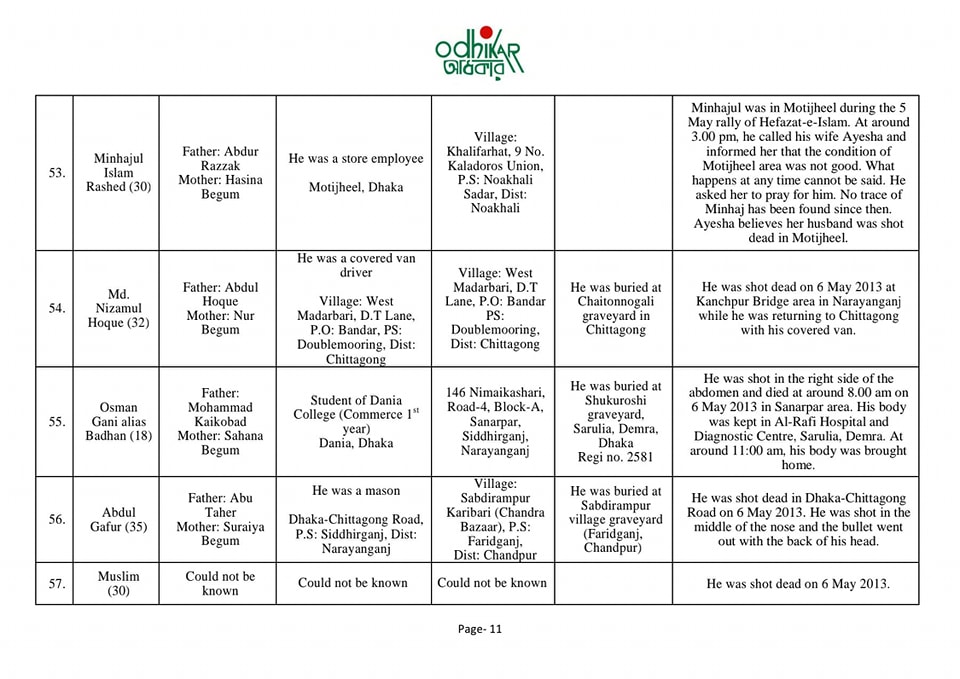 ODHIKAR
অধিকার
53.
Minhajul
Islam
Rashed (30)
Father: Abdur
Razzak
Mother: Hasina
Begum
He was a store employee
Motijheel, Dhaka
Village:
Khalifarhat, 9 No.
Kaladoros Union,
P.S: Noakhali
Sadar, Dist:
Noakhali
Minhajul was in Motijheel during the 5
May rally of Hefazat-e-Islam. At around
3.00 pm, he called his wife Ayesha and
informed her that the condition of
Motijheel area was not good. What
happens at any time cannot be said. He
asked her to pray for him. No trace of
Minhaj has been found since then.
Ayesha believes her husband was shot
dead in Motijheel.
54.
Md.
Nizamul
Hoque (32)
Father: Abdul
Hoque
Mother: Nur
Begum
He was a covered van
driver
Village: West
Madarbari, D.T Lane,
P.O: Bandar, PS:
Doublemooring, Dist:
Chittagong
Village: West
Madarbari, D.T
Lane, P.O: Bandar
PS:
Doublemooring,
Dist: Chittagong
He was buried at
Chaitonnogali
graveyard in
Chittagong
He was shot dead on 6 May 2013 at
Kanchpur Bridge area in Narayanganj
while he was returning to Chittagong
with his covered van.
55.
Osman
Gani alias
Badhan (18)
Father:
Mohammad
Kaikobad
Mother: Sahana
Begum
Student of Dania
College (Commerce 1st
year)
Dania, Dhaka
146 Nimaikashari,
Road-4, Block-A,
Sanarpar,
Siddhirganj,
Narayanganj
He was buried at
Shukuroshi
graveyard,
Sarulia, Demra,
Dhaka
Regi no. 2581
He was shot in the right side of the
abdomen and died at around 8.00 am on
6 May 2013 in Sanarpar area. His body
was kept in Al-Rafi Hospital and
Diagnostic Centre, Sarulia, Demra. At
around 11:00 am, his body was brought
home.
56.
Abdul
Gafur (35)
Father: Abu
Taher
Mother: Suraiya
Begum
He was a mason
Dhaka-Chittagong Road,
P.S: Siddhirganj, Dist:
Narayanganj
Village:
Sabdirampur
Karibari (Chandra
Bazaar), P.S:
Faridganj,
Dist: Chandpur
He was buried at
Sabdirampur
village graveyard
(Faridganj,
Chandpur)
He was shot dead in Dhaka-Chittagong
Road on 6 May 2013. He was shot in the
middle of the nose and the bullet went
out with the back of his head.
57.
Muslim
(30)
Could not be
known
Could not be known
Could not be known
He was shot dead on 6 May 2013.
Page- 11